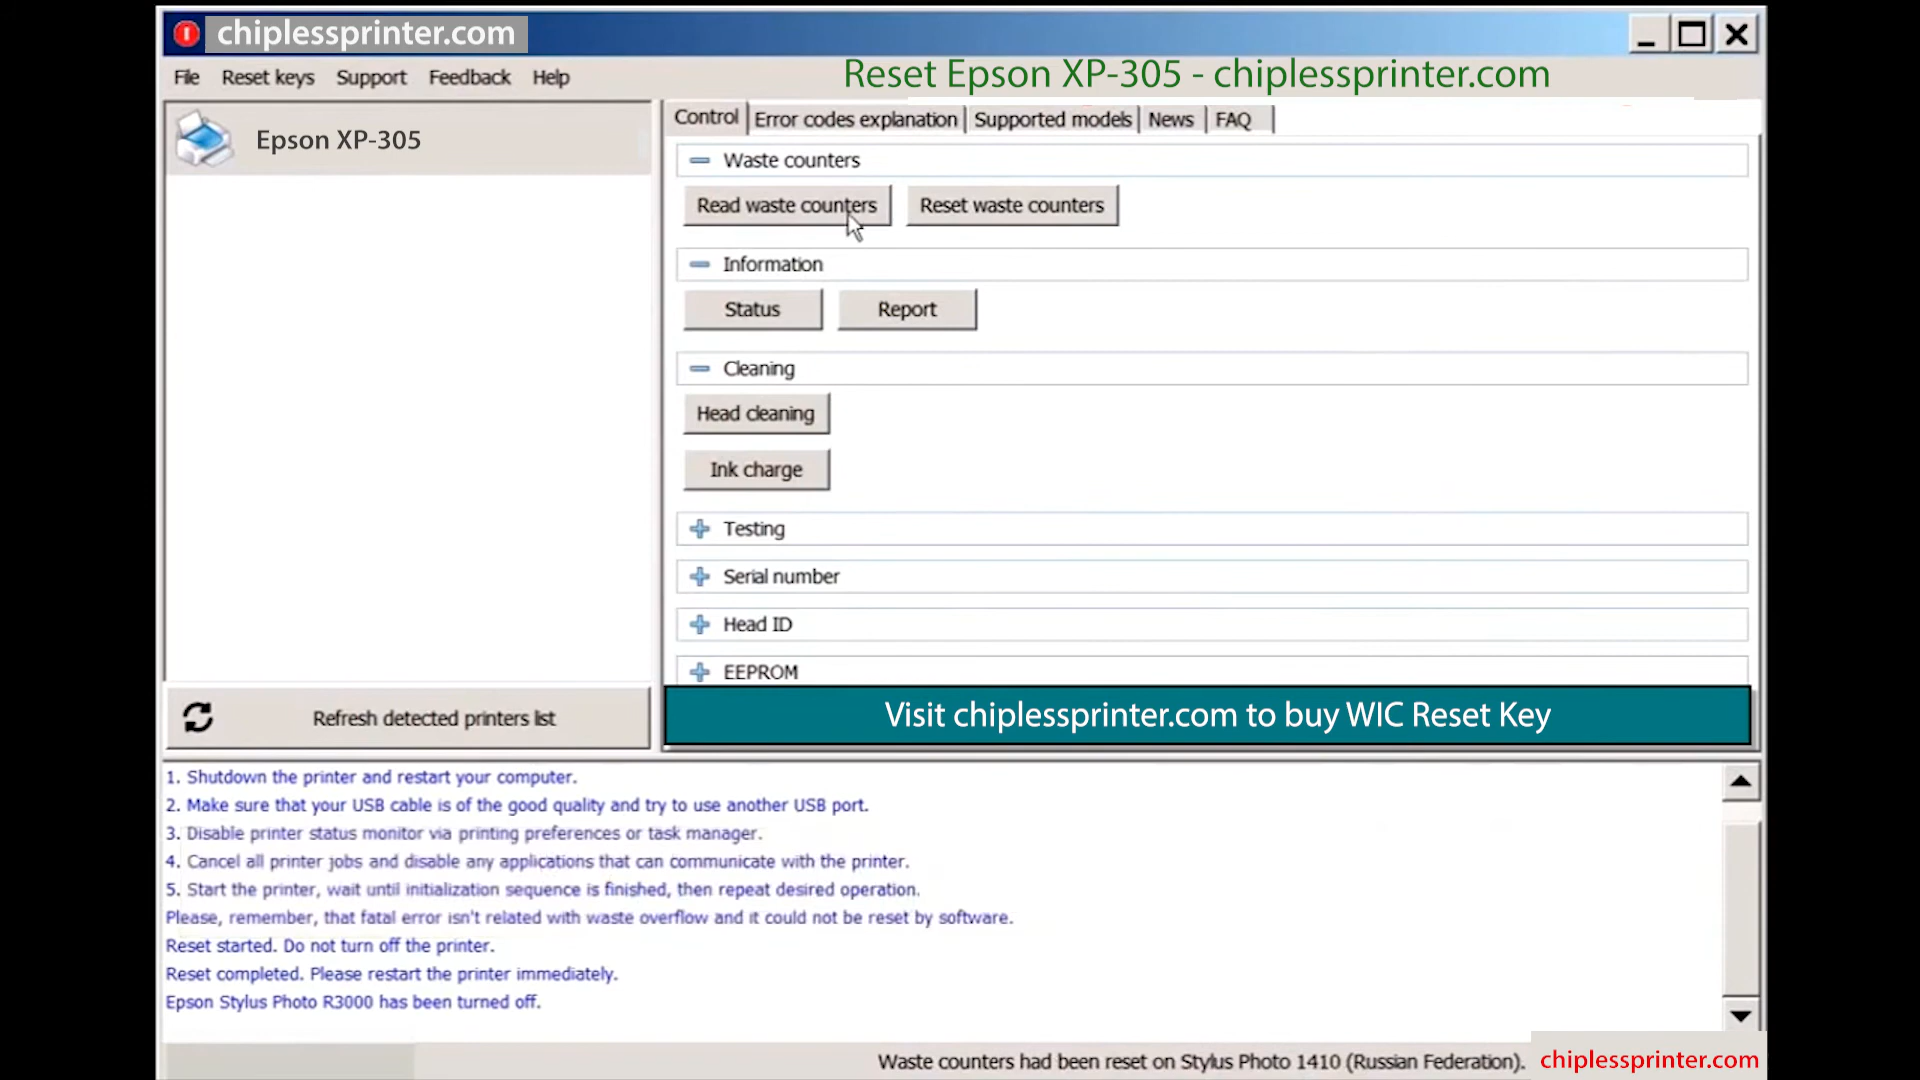 chiplessprinter.com
File Reset keys Support Feedback Help
Reset Epson XP-305 - chiplessprinter.com
Epson XP-305
Control Error codes explanation Supported models News FAQ
Waste counters
Read waste counters Reset waste counters
Information
Status Report
Cleaning
Head cleaning
Ink charge
Testing
Serial number
Head ID
EEPROM
Refresh detected printers list
Visit chiplessprinter.com to buy WIC Reset Key
1. Shutdown the printer and restart your computer.
2. Make sure that your USB cable is of the good quality and try to use another USB port.
3. Disable printer status monitor via printing preferences or task manager.
4. Cancel all printer jobs and disable any applications that can communicate with the printer.
5. Start the printer, wait until initialization sequence is finished, then repeat desired operation.
Please, remember, that fatal error isn't related with waste overflow and it could not be reset by software.
Reset started. Do not turn off the printer.
Reset completed. Please restart the printer immediately.
Epson Stylus Photo R3000 has been turned off.
Waste counters had been reset on Stylus Photo 1410 (Russian Federation).
chiplessprinter.com